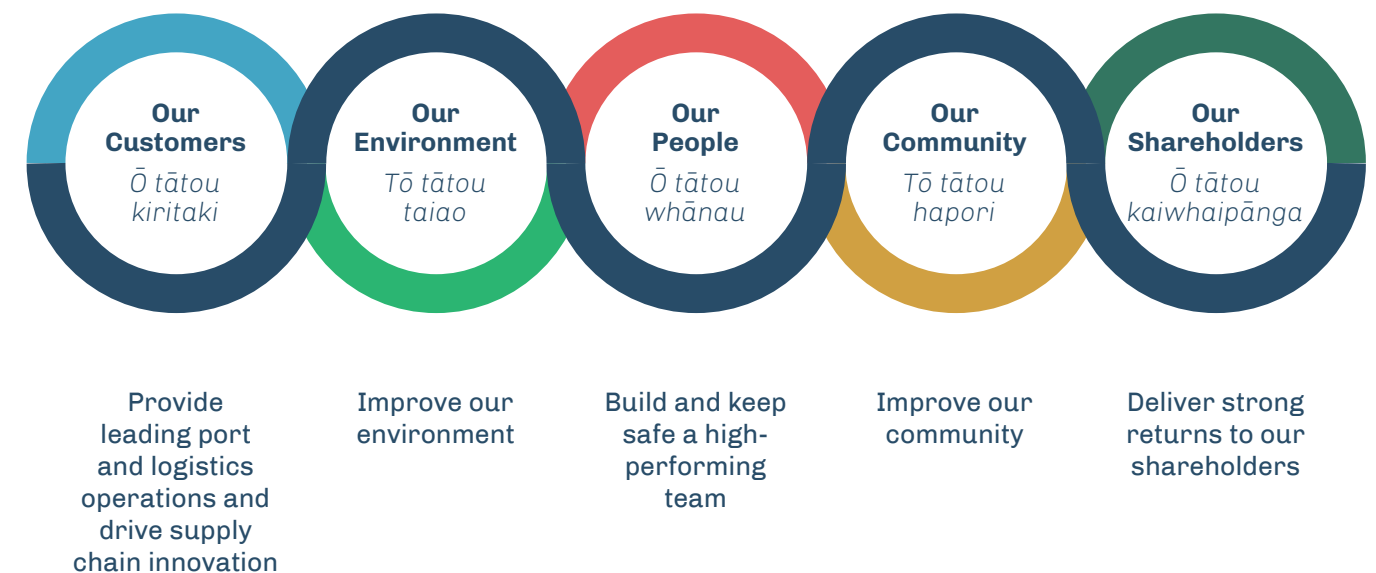 Our
Customers
Ō tātou
kiritaki
Our
Environment
Tō tātou
taiao
Our
People
Ō tātou
whānau
Our
Community
Tō tātou
hapori
Our
Shareholders
Ō tātou
kaiwhaipānga
Provide
leading port
and logistics
operations and
drive supply
chain innovation
Improve our
environment
Build and keep
safe a high-
performing
team
Improve our
community
Deliver strong
returns to our
shareholders